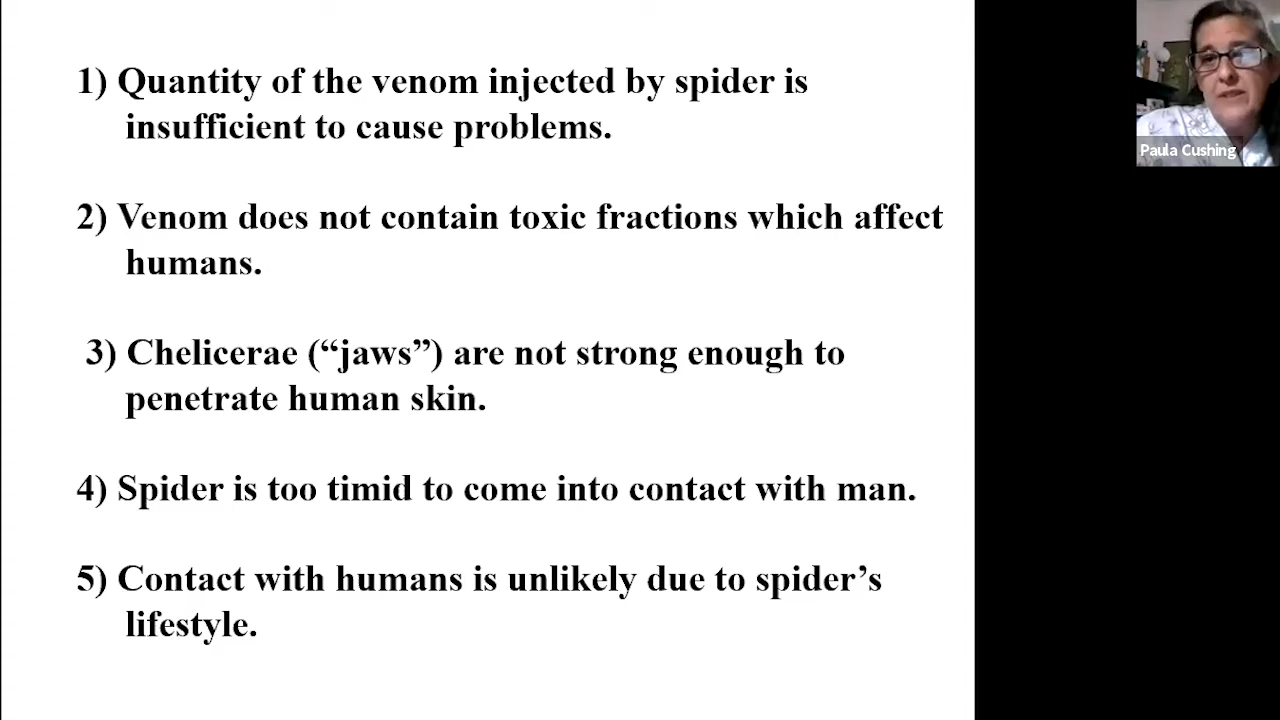 1) Quantity of the venom injected by spider is
insufficient to cause problems.
2) Venom does not contain toxic fractions which affect
humans.
3) Chelicerae (“jaws”) are not strong enough to
penetrate human skin.
4) Spider is too timid to come into contact with man.
5) Contact with humans is unlikely due to spider’s
lifestyle.
Paula Cushing